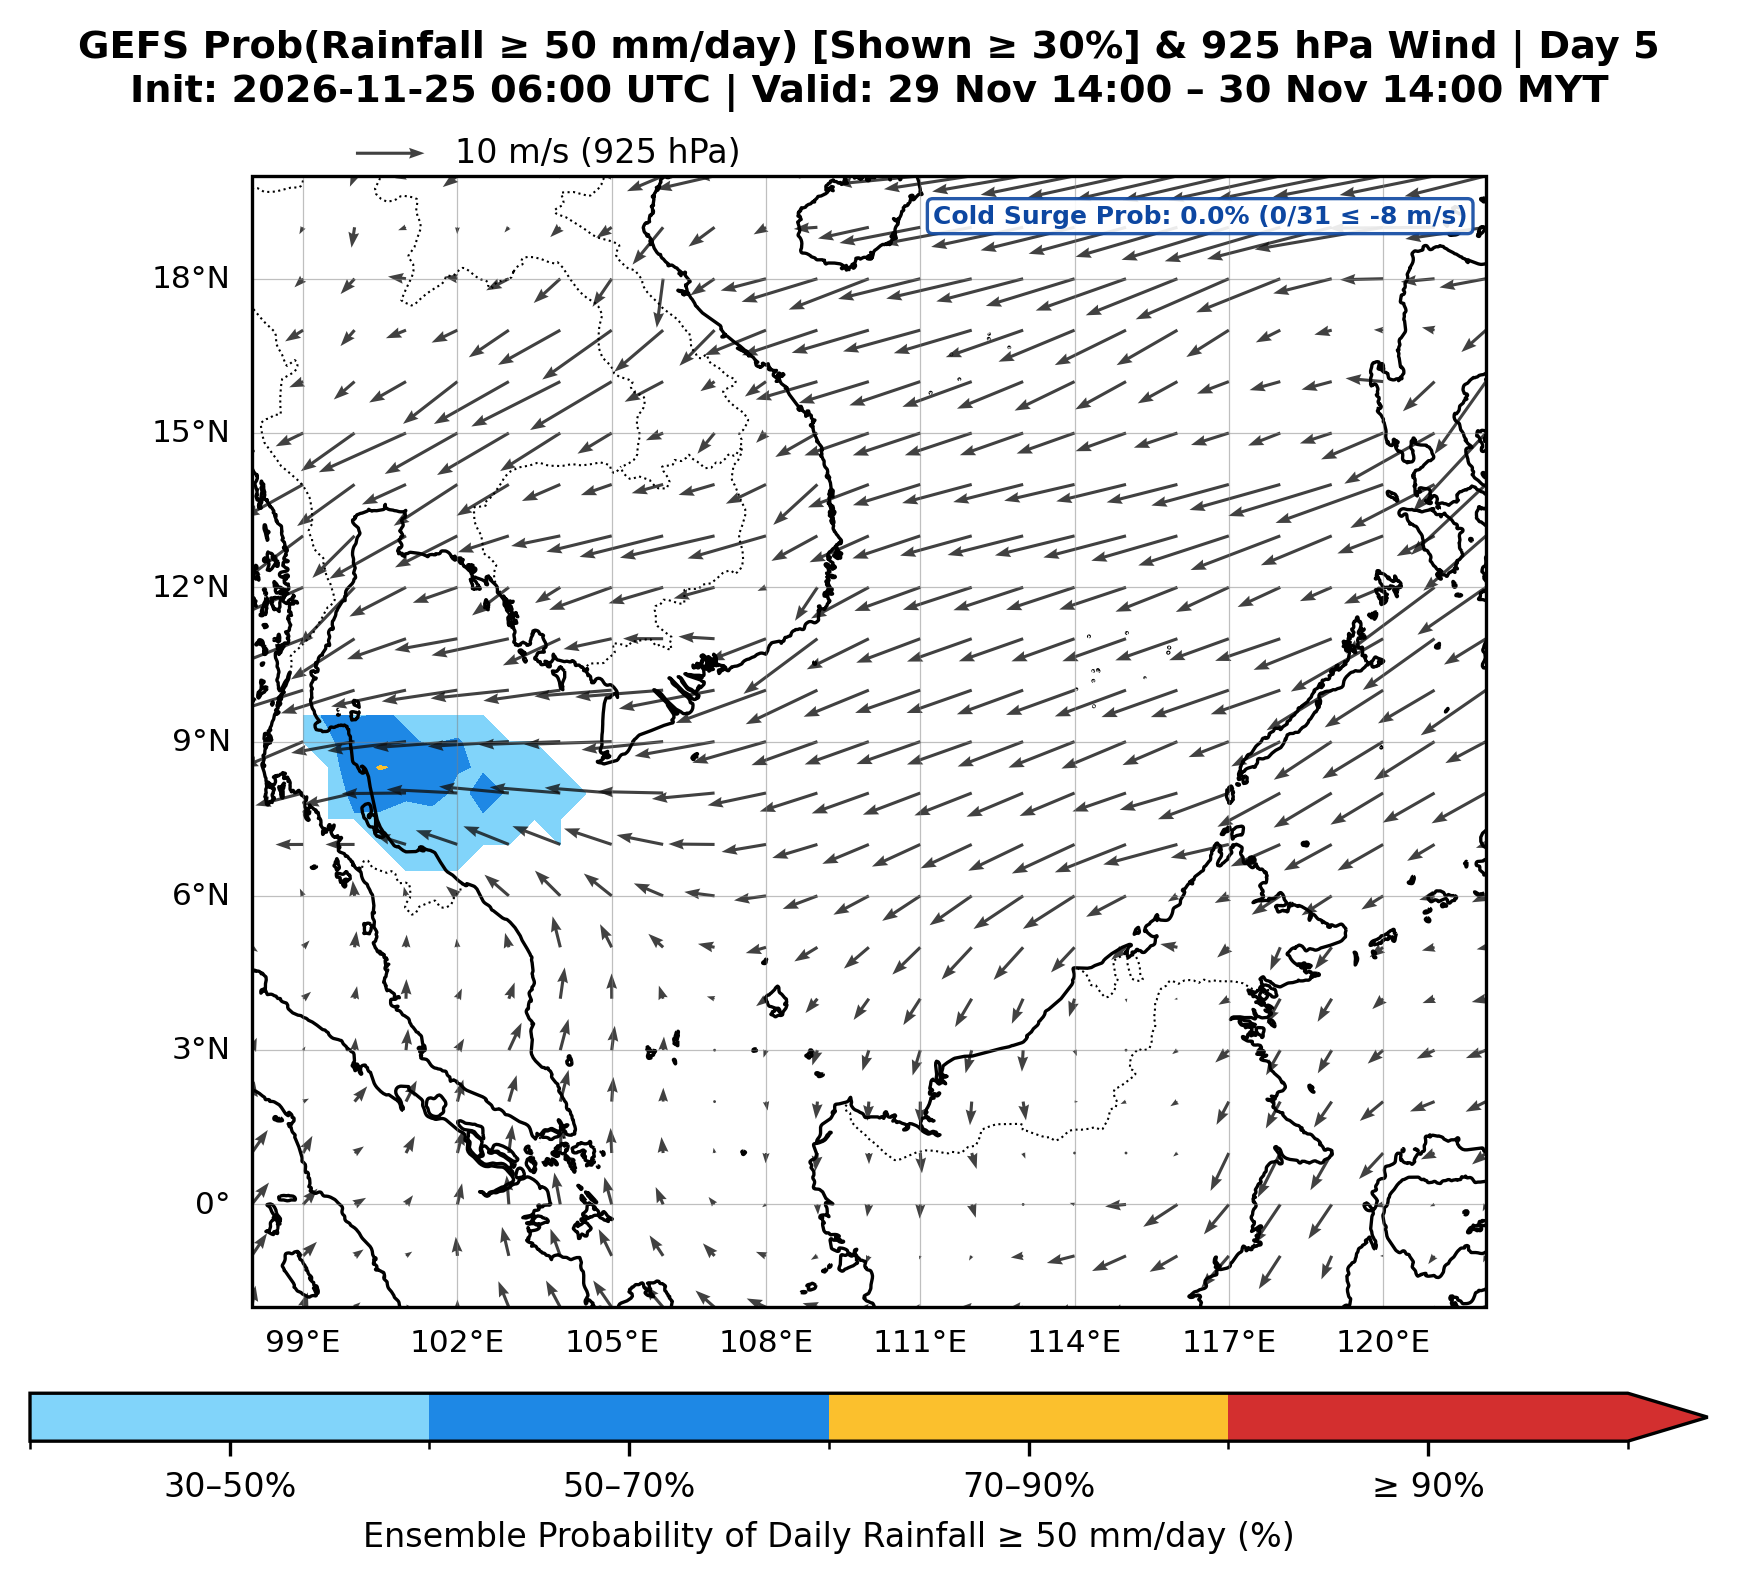 GEFS Prob(Rainfall ≥ 50 mm/day) [Shown ≥ 30%] & 925 hPa Wind | Day 5
Init: 2026-11-25 06:00 UTC | Valid: 29 Nov 14:00 – 30 Nov 14:00 MYT
10 m/s (925 hPa)
Cold Surge Prob: 0.0% (0/31 ≤ -8 m/s)
18°N
15°N
12°N
9°N
6°N
3°N
0°
99°E 102°E 105°E 108°E 111°E 114°E 117°E 120°E
30–50% 50–70% 70–90% ≥ 90%
Ensemble Probability of Daily Rainfall ≥ 50 mm/day (%)